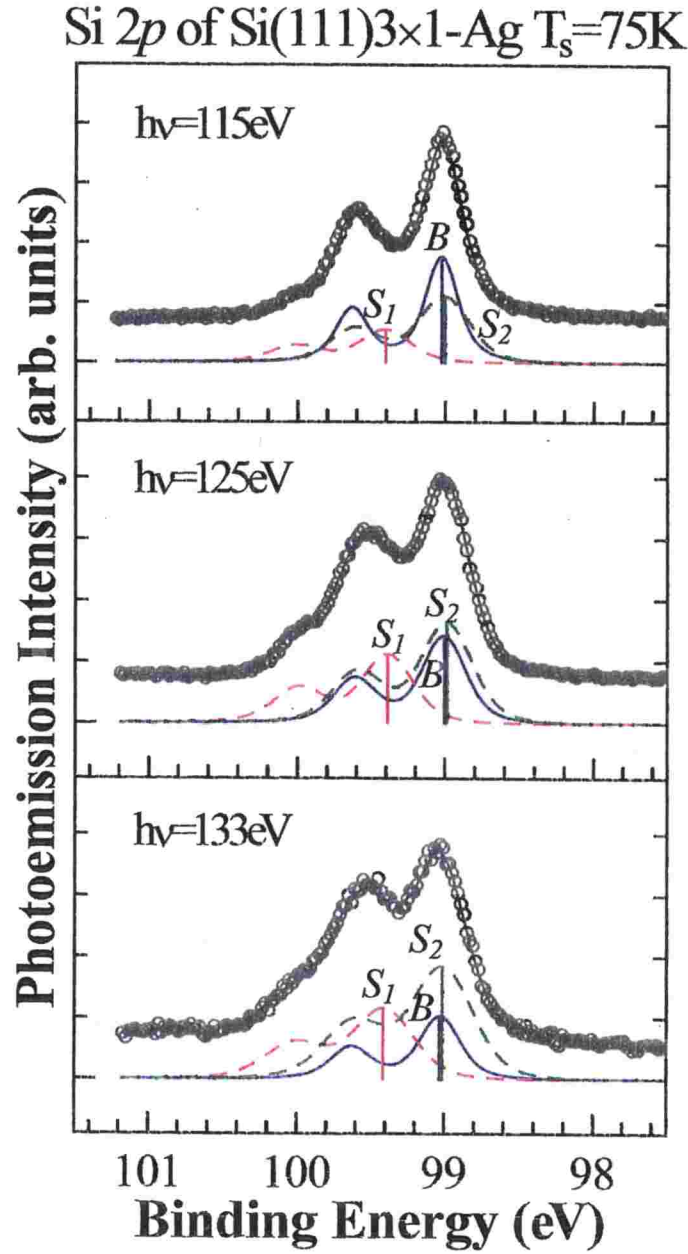 Si 2p of Si(111)3×1-Ag Tₛ=75K
Photoemission Intensity (arb. units)
hν=115eV
B
S₁
S₂
hν=125eV
S₂
S₁
B
hν=133eV
S₂
S₁
B
101 100 99 98
Binding Energy (eV)